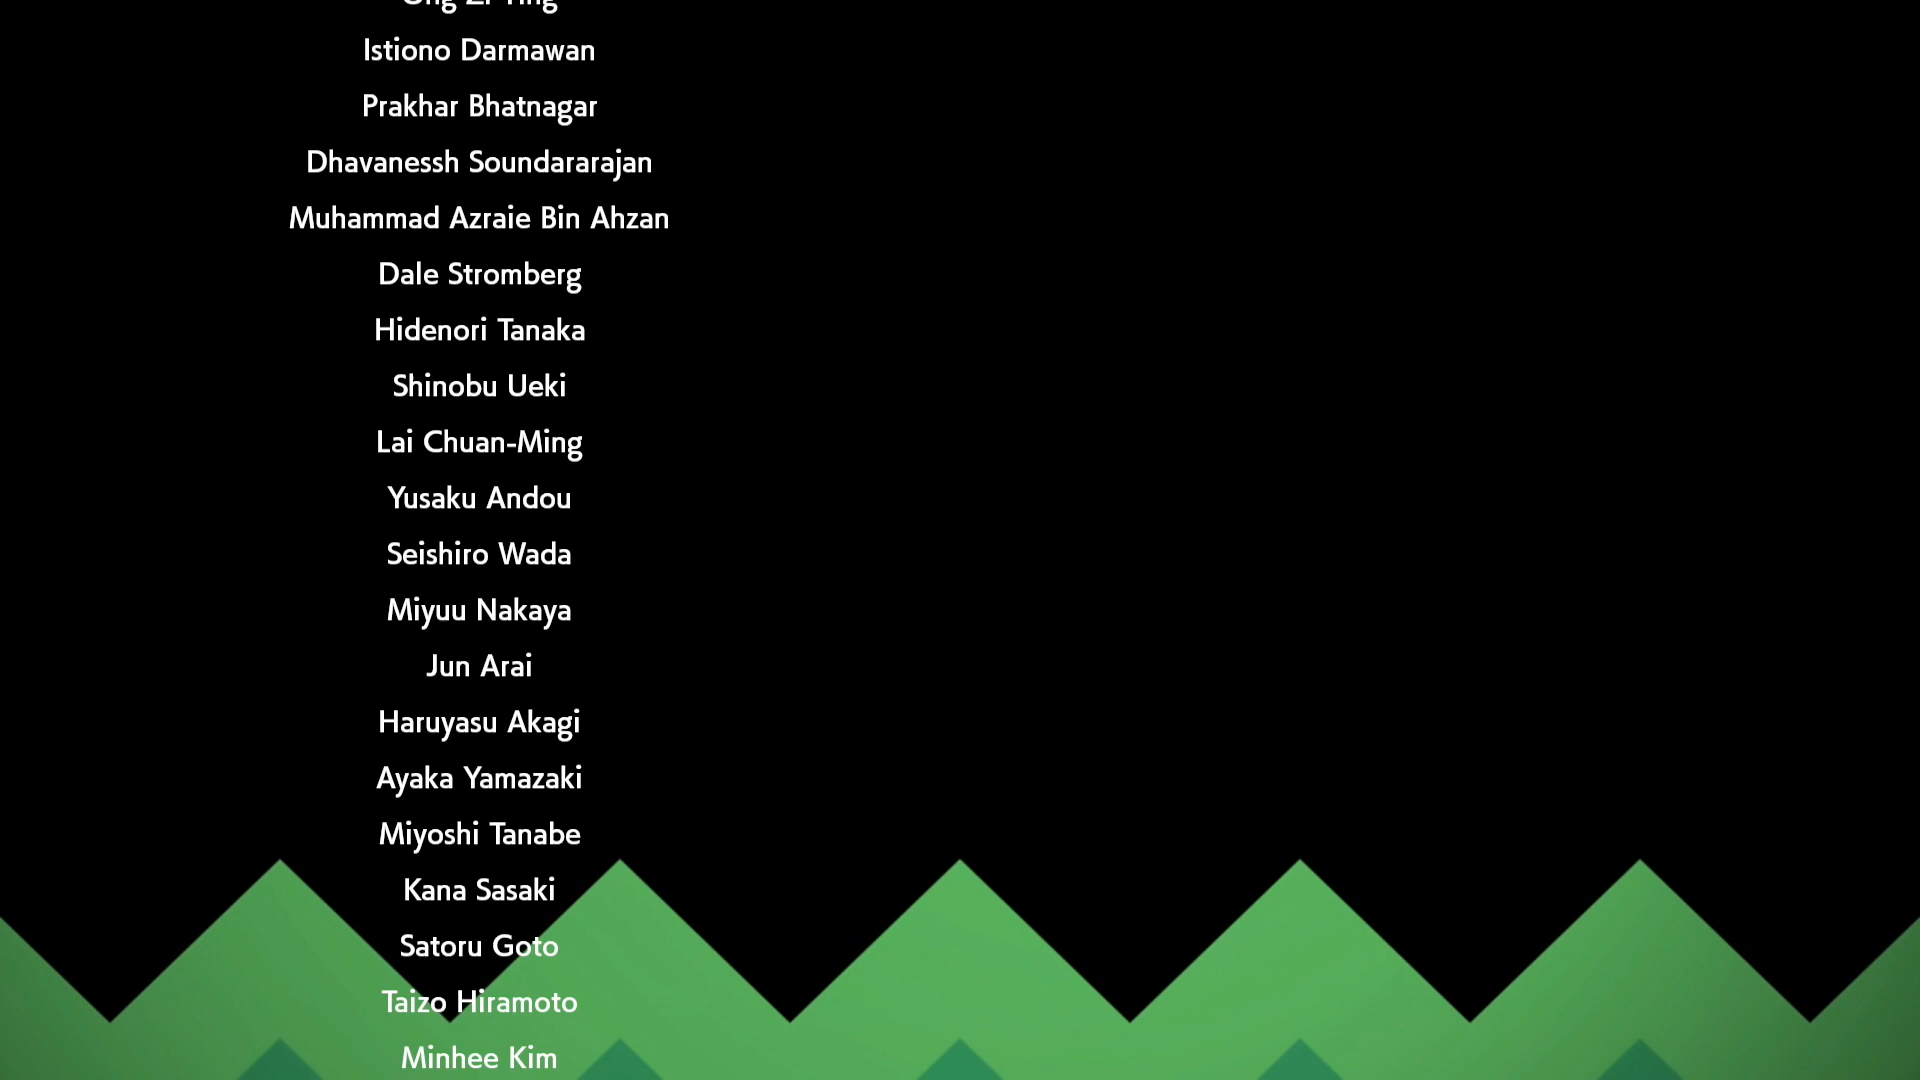 Istiono Darmawan
Prakhar Bhatnagar
Dhavanessh Soundararajan
Muhammad Azraie Bin Ahzan
Dale Stromberg
Hidenori Tanaka
Shinobu Ueki
Lai Chuan-Ming
Yusaku Andou
Seishiro Wada
Miyuu Nakaya
Jun Arai
Haruyasu Akagi
Ayaka Yamazaki
Miyoshi Tanabe
Kana Sasaki
Satoru Goto
Taizo Hiramoto
Minhee Kim